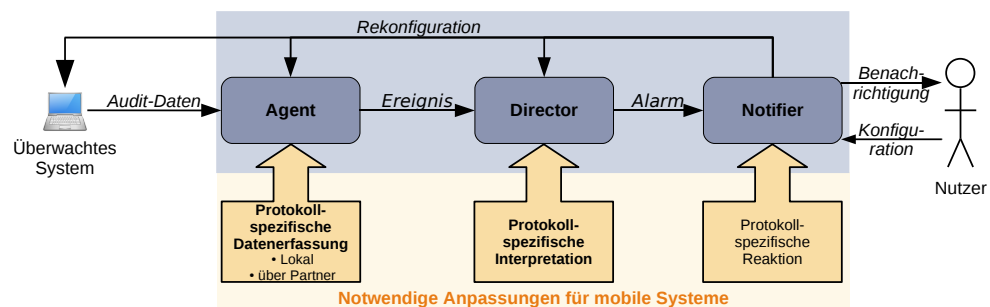 Rekonfiguration
Audit-Daten
Agent
Ereignis
Director
Alarm
Notifier
Benach-
richtigung
Konfigu-
ration
Überwachtes
System
Nutzer
Protokoll-
spezifische
Datenerfassung
• Lokal
• über Partner
Protokoll-
spezifische
Interpretation
Protokoll-
spezifische
Reaktion
Notwendige Anpassungen für mobile Systeme